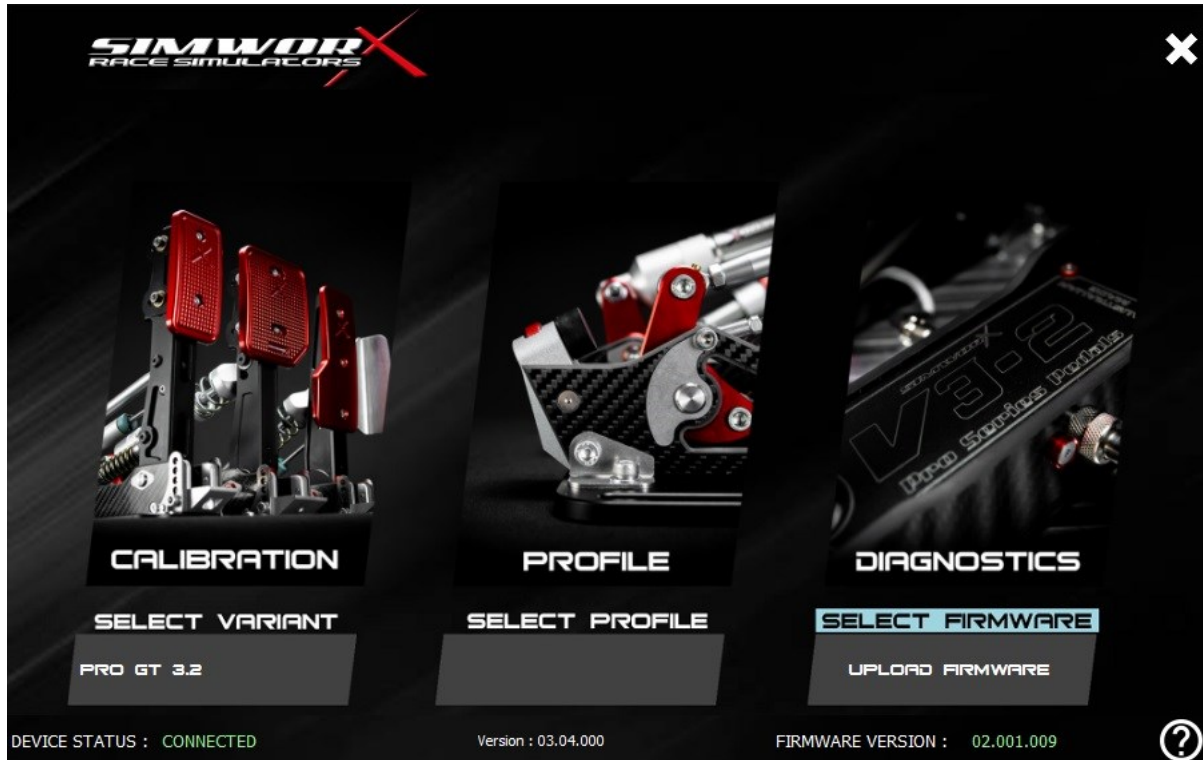 SIMWORX
RACE SIMULATORS
SIMWORX
V3-2
Pro Series Pedals
CALIBRATION
PROFILE
DIAGNOSTICS
SELECT VARIANT
SELECT PROFILE
SELECT FIRMWARE
PRO GT 3.2
UPLOAD FIRMWARE
DEVICE STATUS : CONNECTED
Version : 03.04.000
FIRMWARE VERSION : 02.001.009
?